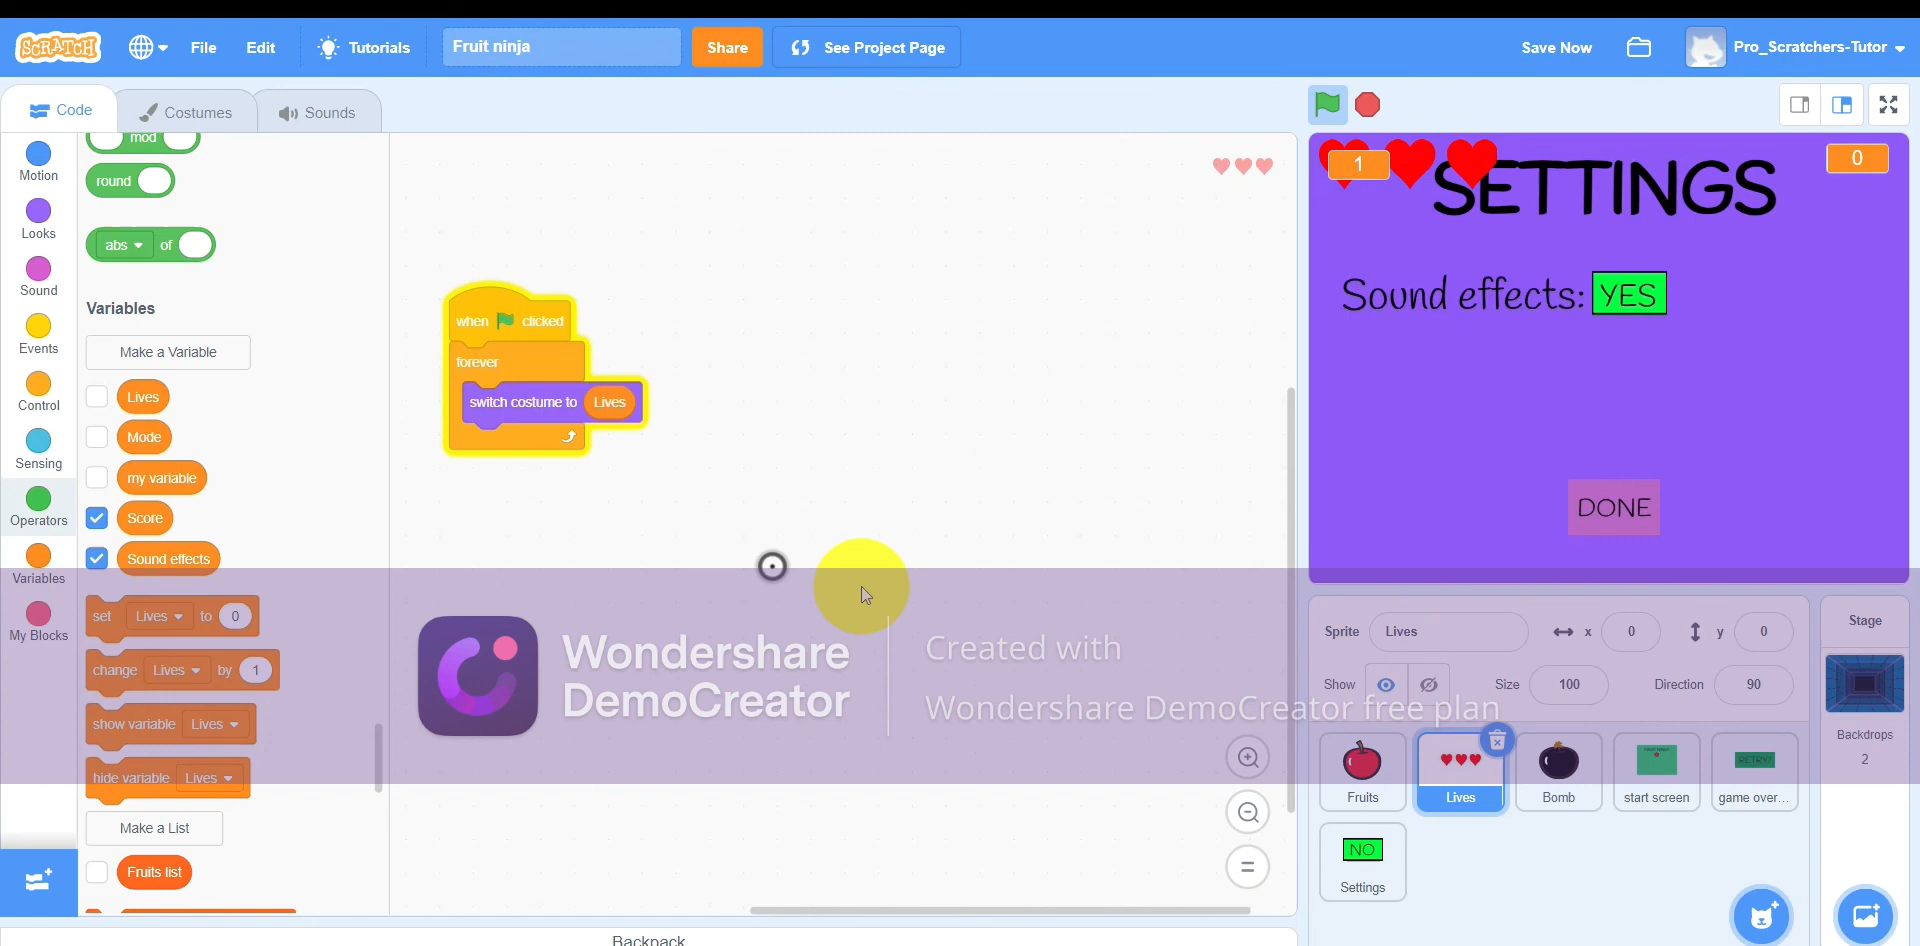 SCRATCH
File
Edit
Tutorials
Fruit ninja
Share
See Project Page
Save Now
Pro_Scratchers-Tutor
Code
Costumes
Sounds
Motion
Looks
Sound
Events
Control
Sensing
Operators
Variables
My Blocks
mod
round
abs of
Variables
Make a Variable
Lives
Mode
my variable
Score
Sound effects
set Lives to 0
change Lives by 1
show variable Lives
hide variable Lives
Make a List
Fruits list
when clicked
forever
switch costume to Lives
Wondershare
DemoCreator
Created with
Wondershare DemoCreator free plan
1
0
SETTINGS
Sound effects: YES
DONE
Sprite Lives x 0 y 0
Show Size 100 Direction 90
Fruits
Lives
Bomb
start screen
RETRY?
game over...
NO
Settings
Stage
Backdrops
2
Backpack